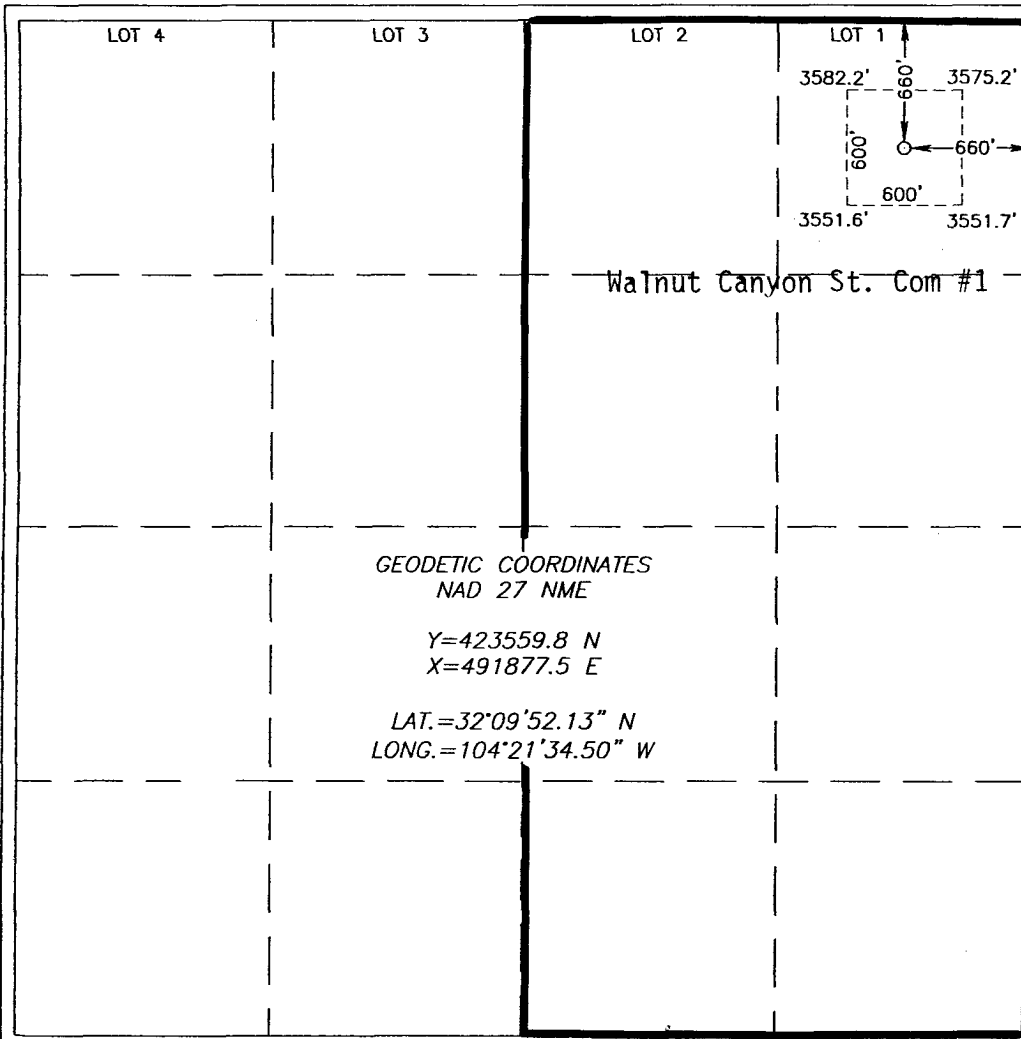 LOT 4 LOT 3 LOT 2 LOT 1
3582.2' 660' 3575.2'
600' 660'
600'
3551.6' 3551.7'
Walnut Canyon St. Com #1
GEODETIC COORDINATES
NAD 27 NME
Y=423559.8 N
X=491877.5 E
LAT.=32°09'52.13" N
LONG.=104°21'34.50" W